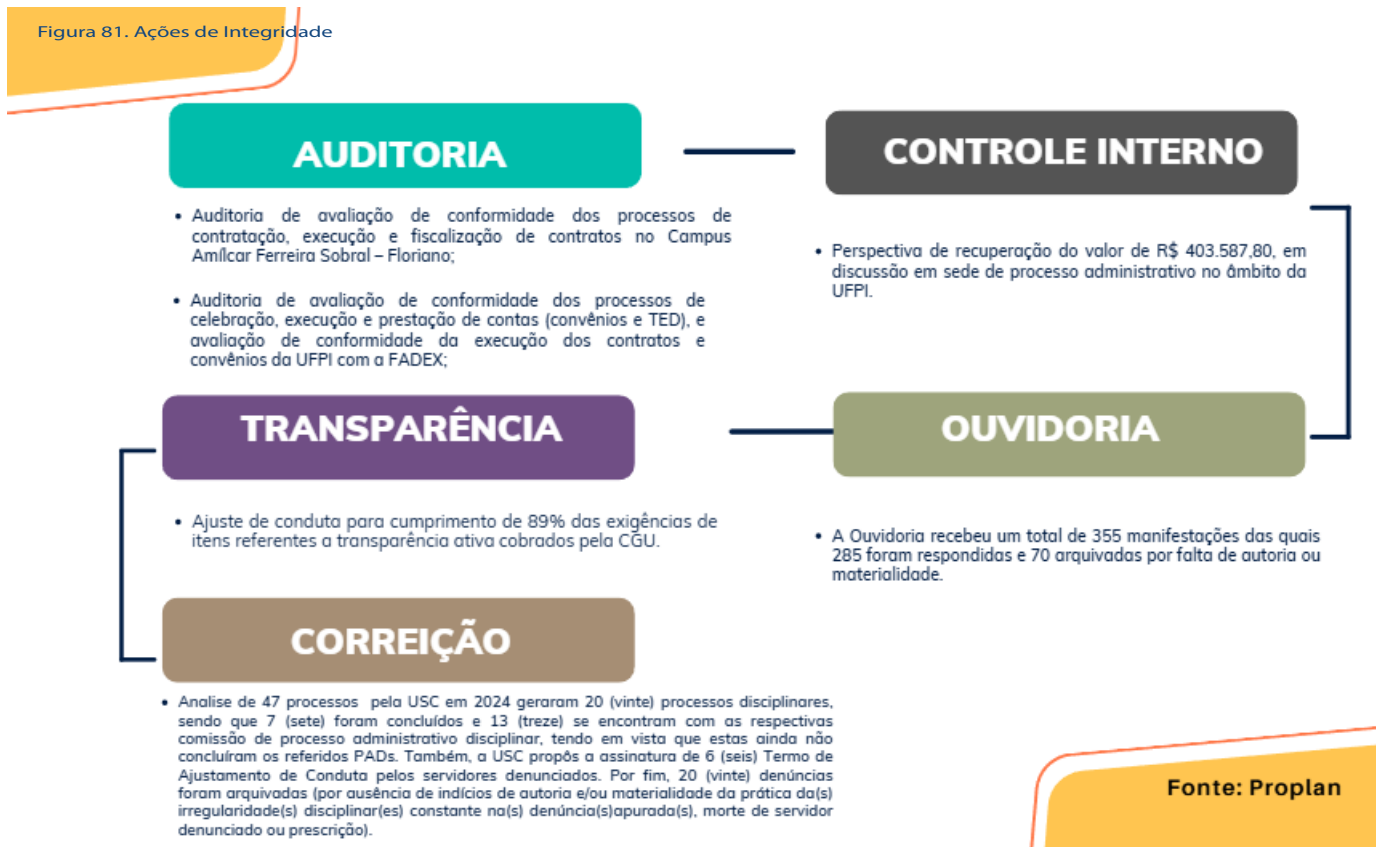 Figura 81. Ações de Integridade
AUDITORIA
• Auditoria de avaliação de conformidade dos processos de
contratação, execução e fiscalização de contratos no Campus
Amílcar Ferreira Sobral – Floriano;
• Auditoria de avaliação de conformidade dos processos de
celebração, execução e prestação de contas (convênios e TED), e
avaliação de conformidade da execução dos contratos e
convênios da UFPI com a FADEX;
CONTROLE INTERNO
• Perspectiva de recuperação do valor de R$ 403.587,80, em
discussão em sede de processo administrativo no âmbito da
UFPI.
OUVIDORIA
• A Ouvidoria recebeu um total de 355 manifestações das quais
285 foram respondidas e 70 arquivadas por falta de autoria ou
materialidade.
TRANSPARÊNCIA
• Ajuste de conduta para cumprimento de 89% das exigências de
itens referentes a transparência ativa cobrados pela CGU.
CORREIÇÃO
• Analise de 47 processos pela USC em 2024 geraram 20 (vinte) processos disciplinares,
sendo que 7 (sete) foram concluídos e 13 (treze) se encontram com as respectivas
comissão de processo administrativo disciplinar, tendo em vista que estas ainda não
concluíram os referidos PADs. Também, a USC propôs a assinatura de 6 (seis) Termo de
Ajustamento de Conduta pelos servidores denunciados. Por fim, 20 (vinte) denúncias
foram arquivadas (por ausência de indícios de autoria e/ou materialidade da prática da(s)
irregularidade(s) disciplinar(es) constante na(s) denúncia(s)apurada(s), morte de servidor
denunciado ou prescrição).
Fonte: Proplan